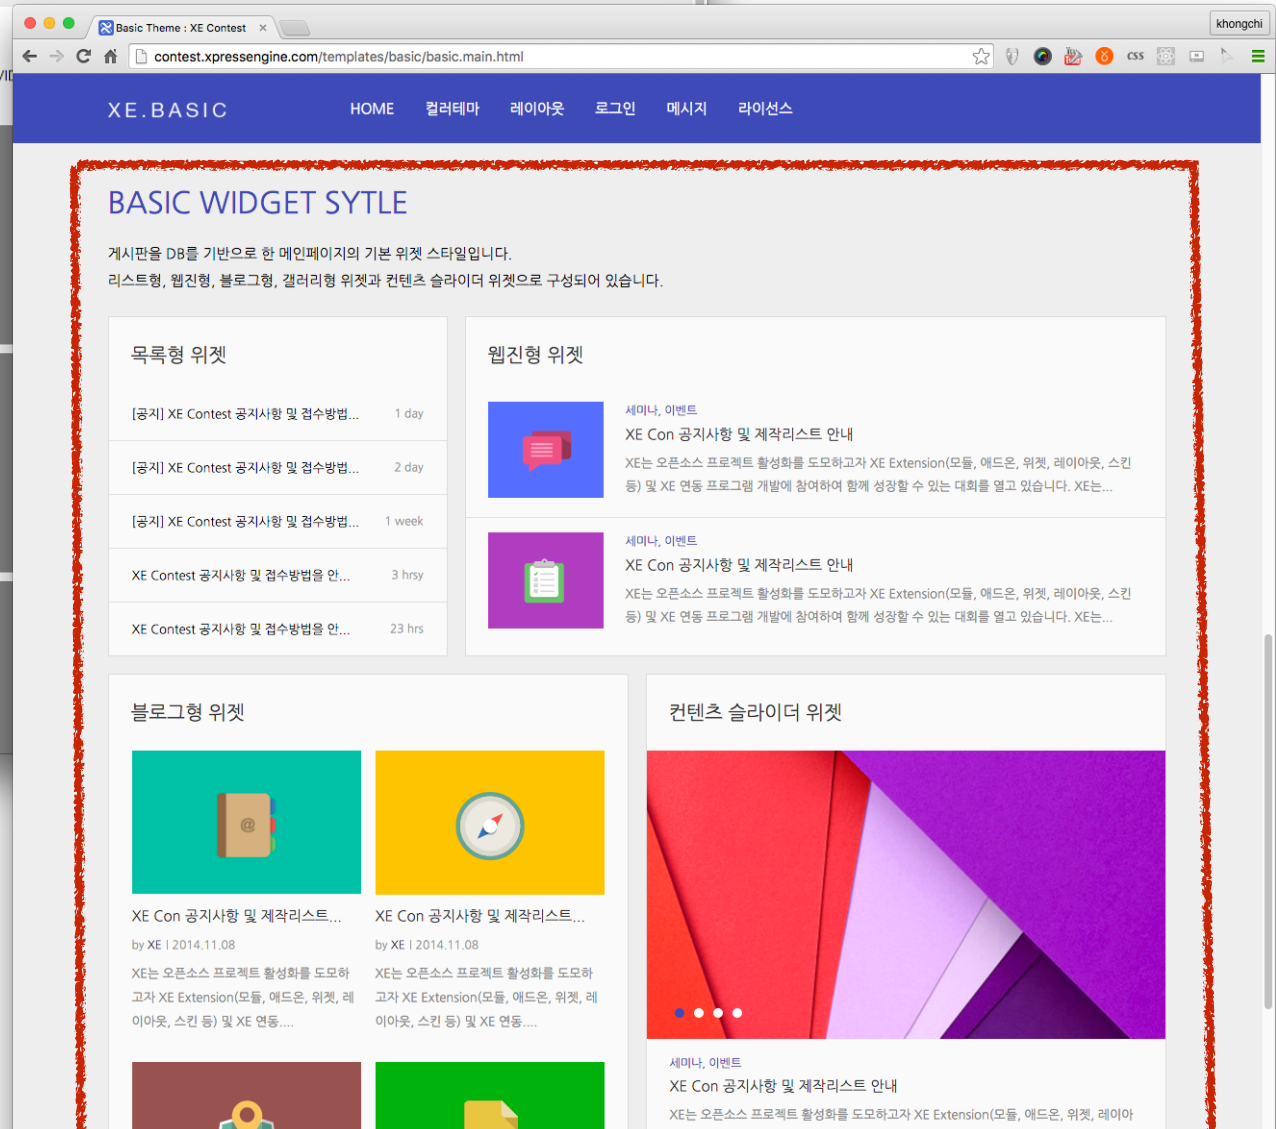 Basic Theme : XE Contest
khongchi
contest.xpressengine.com/templates/basic/basic.main.html
css
XE.BASIC
HOME 컬러테마 레이아웃 로그인 메시지 라이선스
BASIC WIDGET SYTLE
게시판을 DB를 기반으로 한 메인페이지의 기본 위젯 스타일입니다.
리스트형, 웹진형, 블로그형, 갤러리형 위젯과 컨텐츠 슬라이더 위젯으로 구성되어 있습니다.
목록형 위젯
[공지] XE Contest 공지사항 및 접수방법... 1 day
[공지] XE Contest 공지사항 및 접수방법... 2 day
[공지] XE Contest 공지사항 및 접수방법... 1 week
XE Contest 공지사항 및 접수방법을 안... 3 hrsy
XE Contest 공지사항 및 접수방법을 안... 23 hrs
웹진형 위젯
세미나, 이벤트
XE Con 공지사항 및 제작리스트 안내
XE는 오픈소스 프로젝트 활성화를 도모하고자 XE Extension(모듈, 애드온, 위젯, 레이아웃, 스킨
등) 및 XE 연동 프로그램 개발에 참여하여 함께 성장할 수 있는 대회를 열고 있습니다. XE는...
세미나, 이벤트
XE Con 공지사항 및 제작리스트 안내
XE는 오픈소스 프로젝트 활성화를 도모하고자 XE Extension(모듈, 애드온, 위젯, 레이아웃, 스킨
등) 및 XE 연동 프로그램 개발에 참여하여 함께 성장할 수 있는 대회를 열고 있습니다. XE는...
블로그형 위젯
@
XE Con 공지사항 및 제작리스트...
by XE | 2014.11.08
XE는 오픈소스 프로젝트 활성화를 도모하
고자 XE Extension(모듈, 애드온, 위젯, 레
이아웃, 스킨 등) 및 XE 연동....
XE Con 공지사항 및 제작리스트...
by XE | 2014.11.08
XE는 오픈소스 프로젝트 활성화를 도모하
고자 XE Extension(모듈, 애드온, 위젯, 레
이아웃, 스킨 등) 및 XE 연동....
컨텐츠 슬라이더 위젯
세미나, 이벤트
XE Con 공지사항 및 제작리스트 안내
XE는 오픈소스 프로젝트 활성화를 도모하고자 XE Extension(모듈, 애드온, 위젯, 레이아